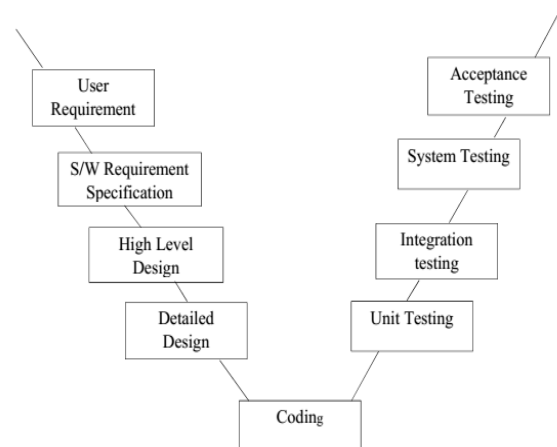 User
Requirement
S/W Requirement
Specification
High Level
Design
Detailed
Design
Coding
Unit Testing
Integration
testing
System Testing
Acceptance
Testing